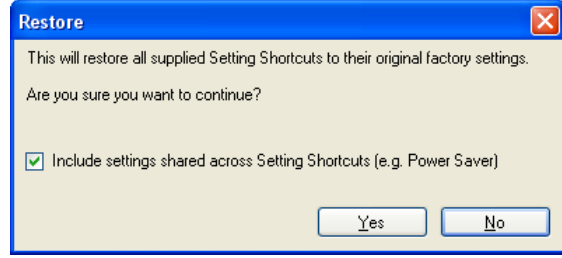 Restore
This will restore all supplied Setting Shortcuts to their original factory settings.
Are you sure you want to continue?
Include settings shared across Setting Shortcuts (e.g. Power Saver)
Yes No